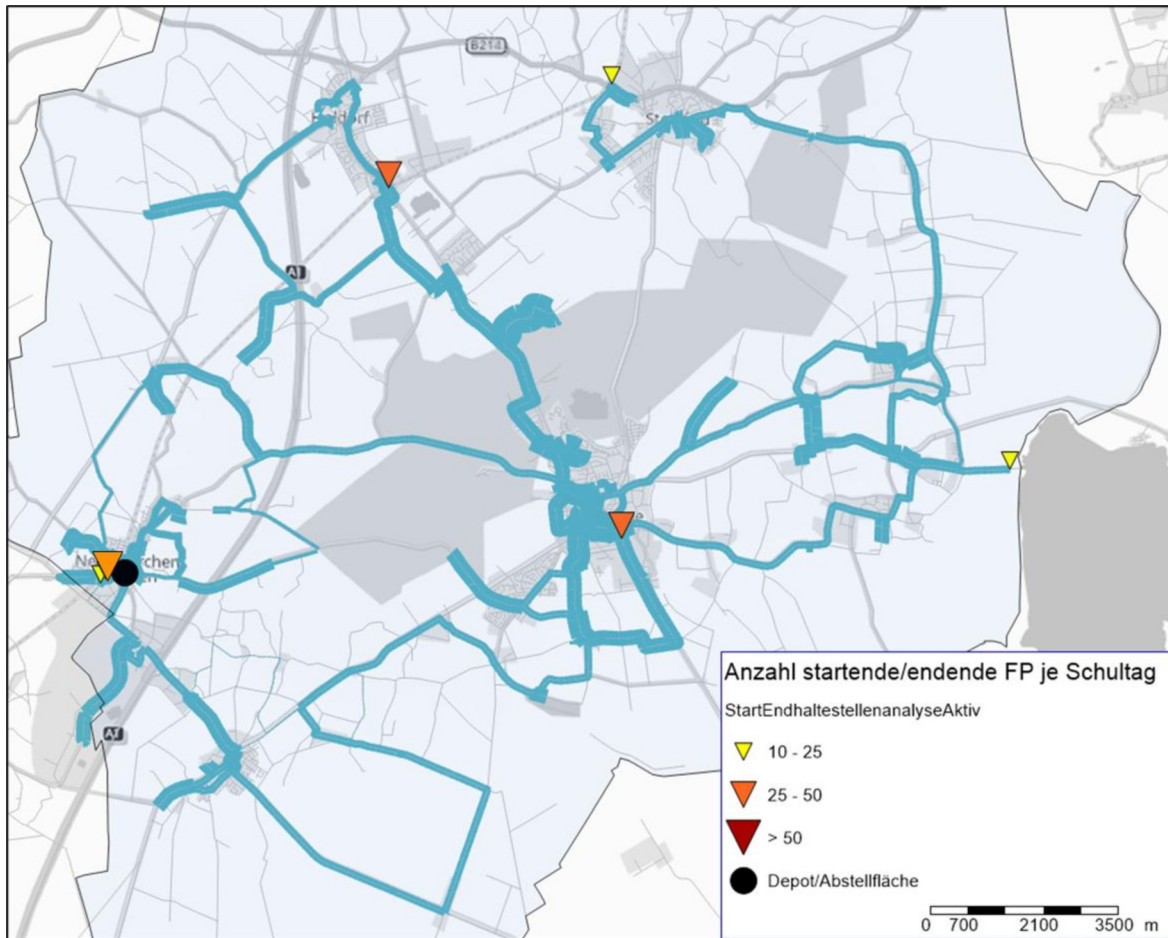 B214
A1
A1
Anzahl startende/endende FP je Schultag
StartEndhaltestellenanalyseAktiv
10 - 25
25 - 50
> 50
Depot/Abstellfläche
0 700 2100 3500 m